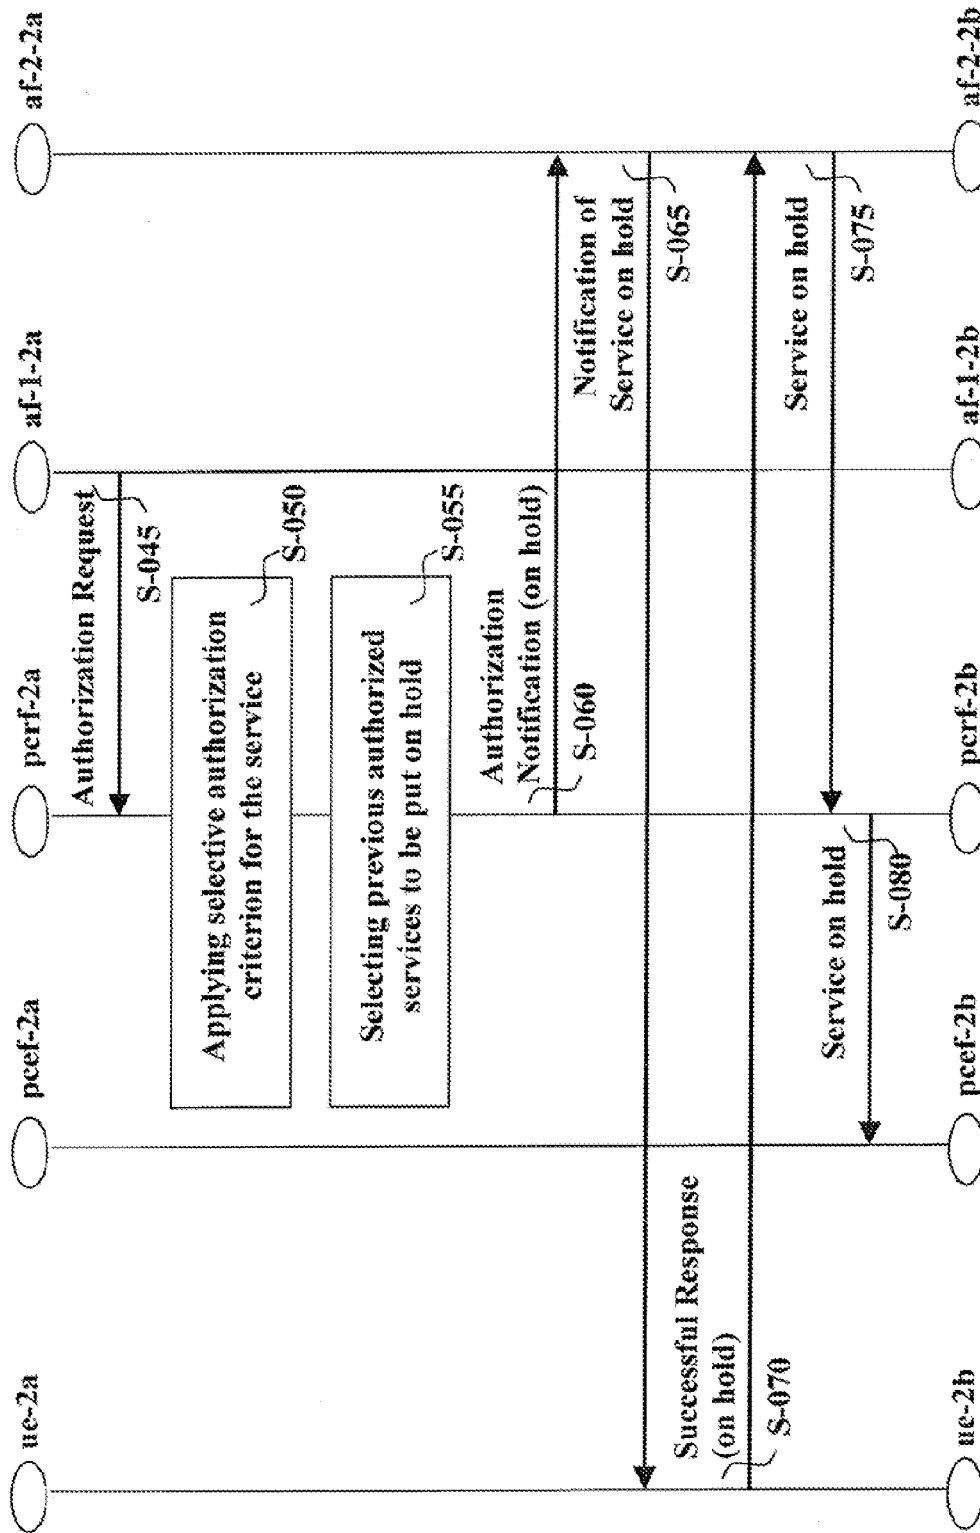 ue-2a
pcef-2a
pcrf-2a
af-1-2a
af-2-2a
Authorization Request
S-045
Applying selective authorization
criterion for the service
S-050
Selecting previous authorized
services to be put on hold
S-055
Authorization
Notification (on hold)
S-060
Notification of
Service on hold
S-065
Successful Response
(on hold)
S-070
Service on hold
S-075
Service on hold
S-080
ue-2b
pcef-2b
pcrf-2b
af-1-2b
af-2-2b